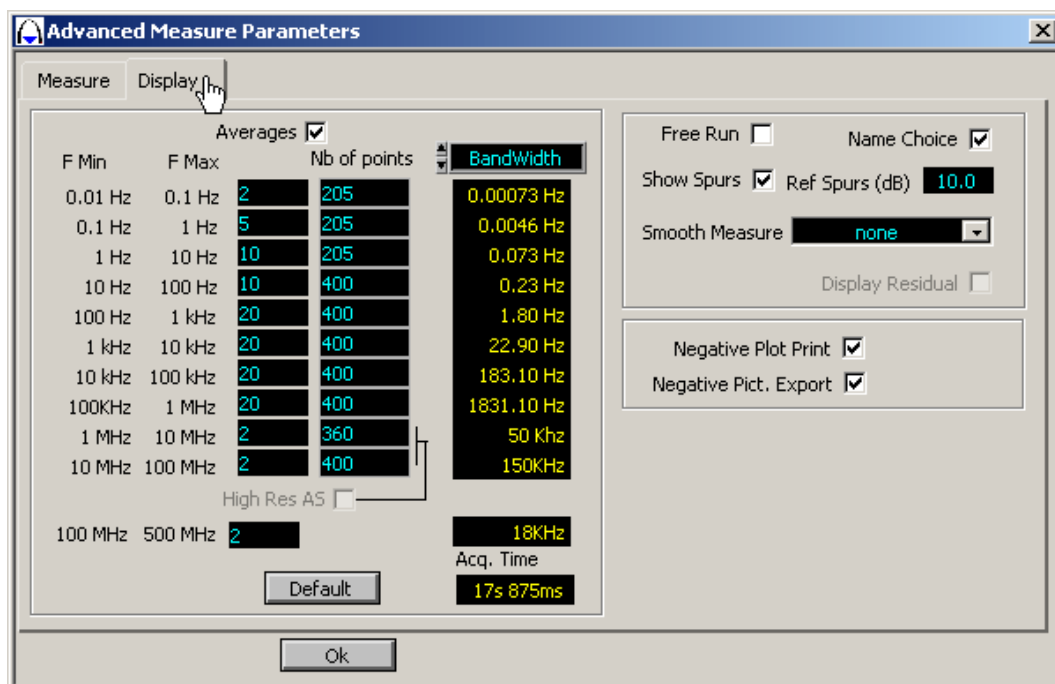 Advanced Measure Parameters
Measure Display
Averages
F Min F Max Nb of points BandWidth
0.01 Hz 0.1 Hz 2 205 0.00073 Hz
0.1 Hz 1 Hz 5 205 0.0046 Hz
1 Hz 10 Hz 10 205 0.073 Hz
10 Hz 100 Hz 10 400 0.23 Hz
100 Hz 1 kHz 20 400 1.80 Hz
1 kHz 10 kHz 20 400 22.90 Hz
10 kHz 100 kHz 20 400 183.10 Hz
100KHz 1 MHz 20 400 1831.10 Hz
1 MHz 10 MHz 2 360 50 Khz
10 MHz 100 MHz 2 400 150KHz
High Res AS
100 MHz 500 MHz 2 18KHz
Acq. Time
Default 17s 875ms
Free Run Name Choice
Show Spurs Ref Spurs (dB) 10.0
Smooth Measure none
Display Residual
Negative Plot Print
Negative Pict. Export
Ok